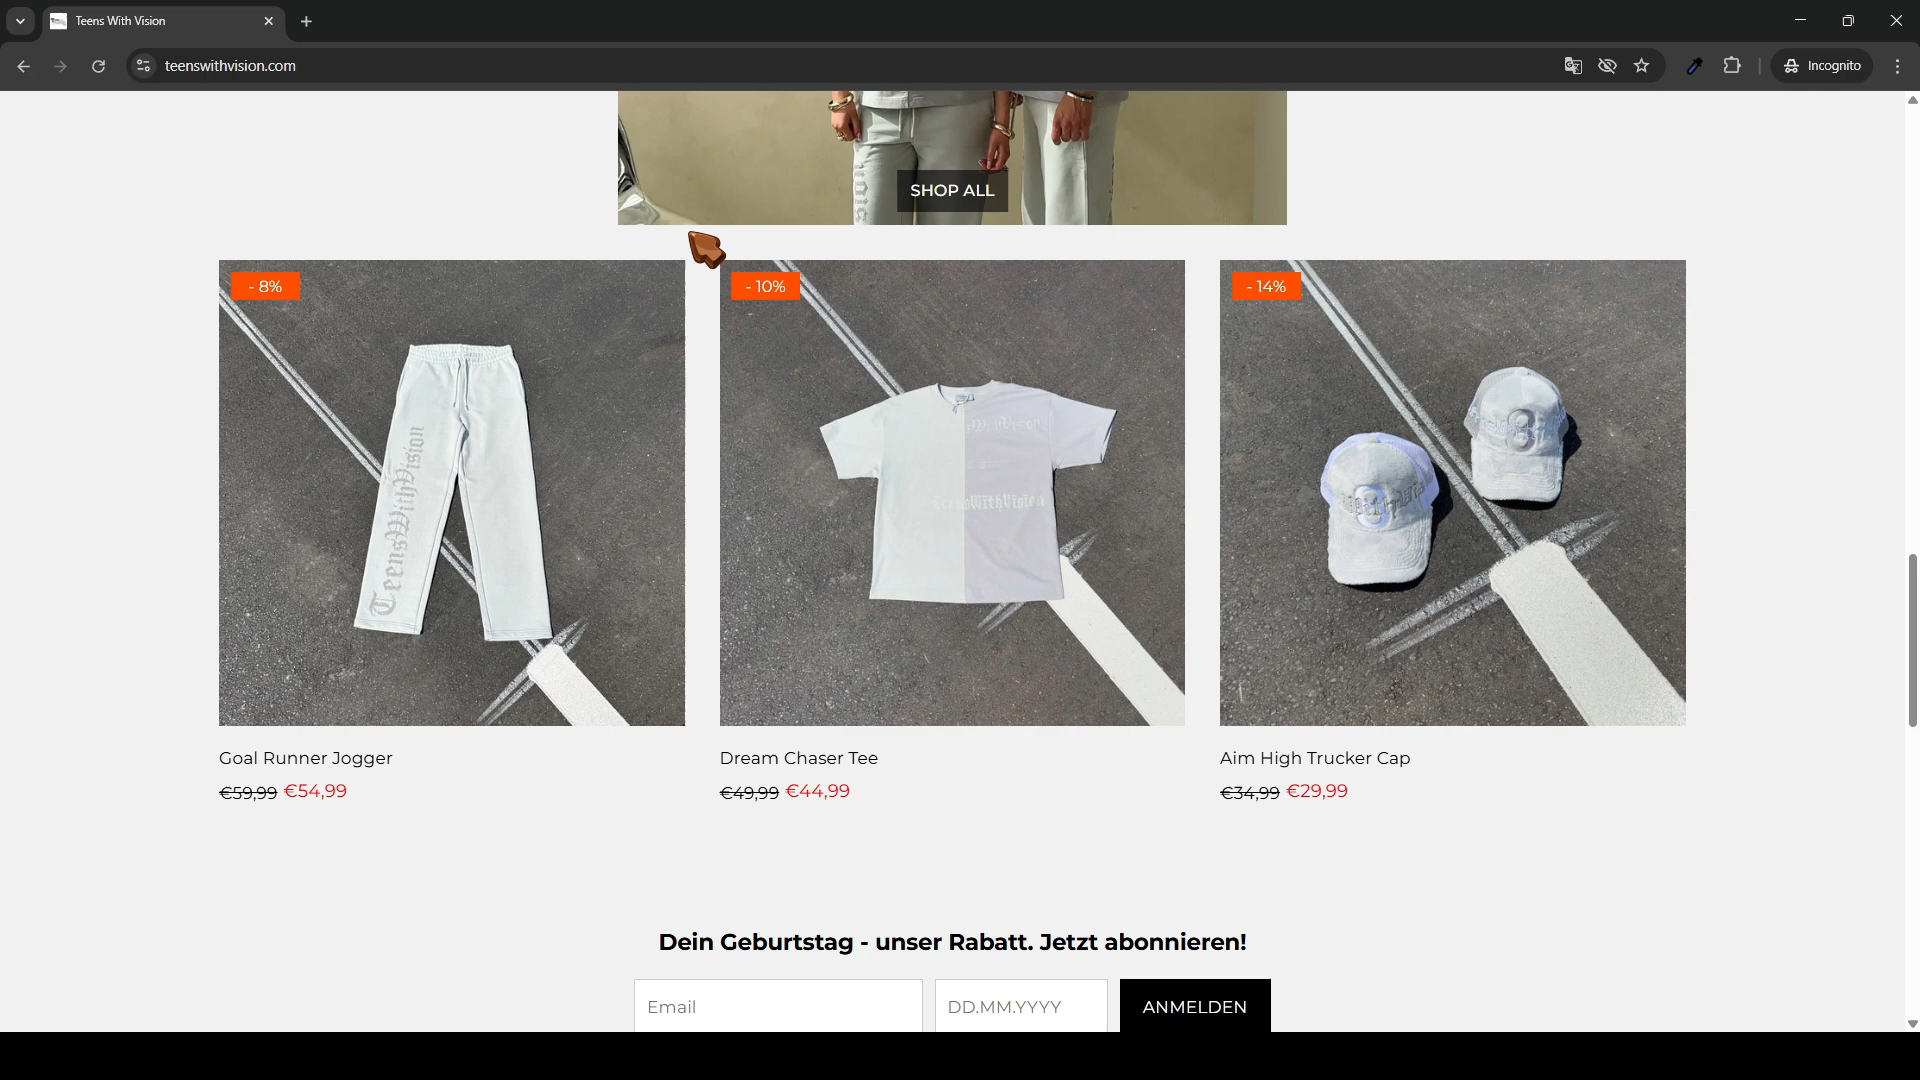 Teens With Vision
teenswithvision.com
Incognito
SHOP ALL
- 8%
- 10%
- 14%
TeensWithVision
TeensWithVision
Goal Runner Jogger
€59,99 €54,99
Dream Chaser Tee
€49,99 €44,99
Aim High Trucker Cap
€34,99 €29,99
Dein Geburtstag - unser Rabatt. Jetzt abonnieren!
Email
DD.MM.YYYY
ANMELDEN